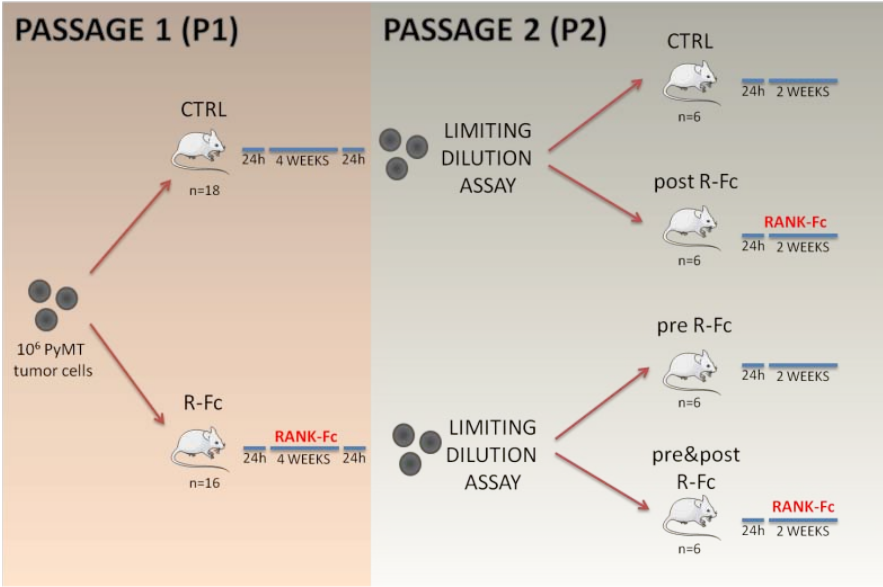 PASSAGE 1 (P1)
CTRL
24h 4 WEEKS 24h
n=18
10⁶ PyMT
tumor cells
R-Fc
RANK-Fc
24h 4 WEEKS 24h
n=16
PASSAGE 2 (P2)
CTRL
24h 2 WEEKS
n=6
LIMITING
DILUTION
ASSAY
post R-Fc
RANK-Fc
24h 2 WEEKS
n=6
pre R-Fc
24h 2 WEEKS
n=6
LIMITING
DILUTION
ASSAY
pre&post
R-Fc
RANK-Fc
24h 2 WEEKS
n=6